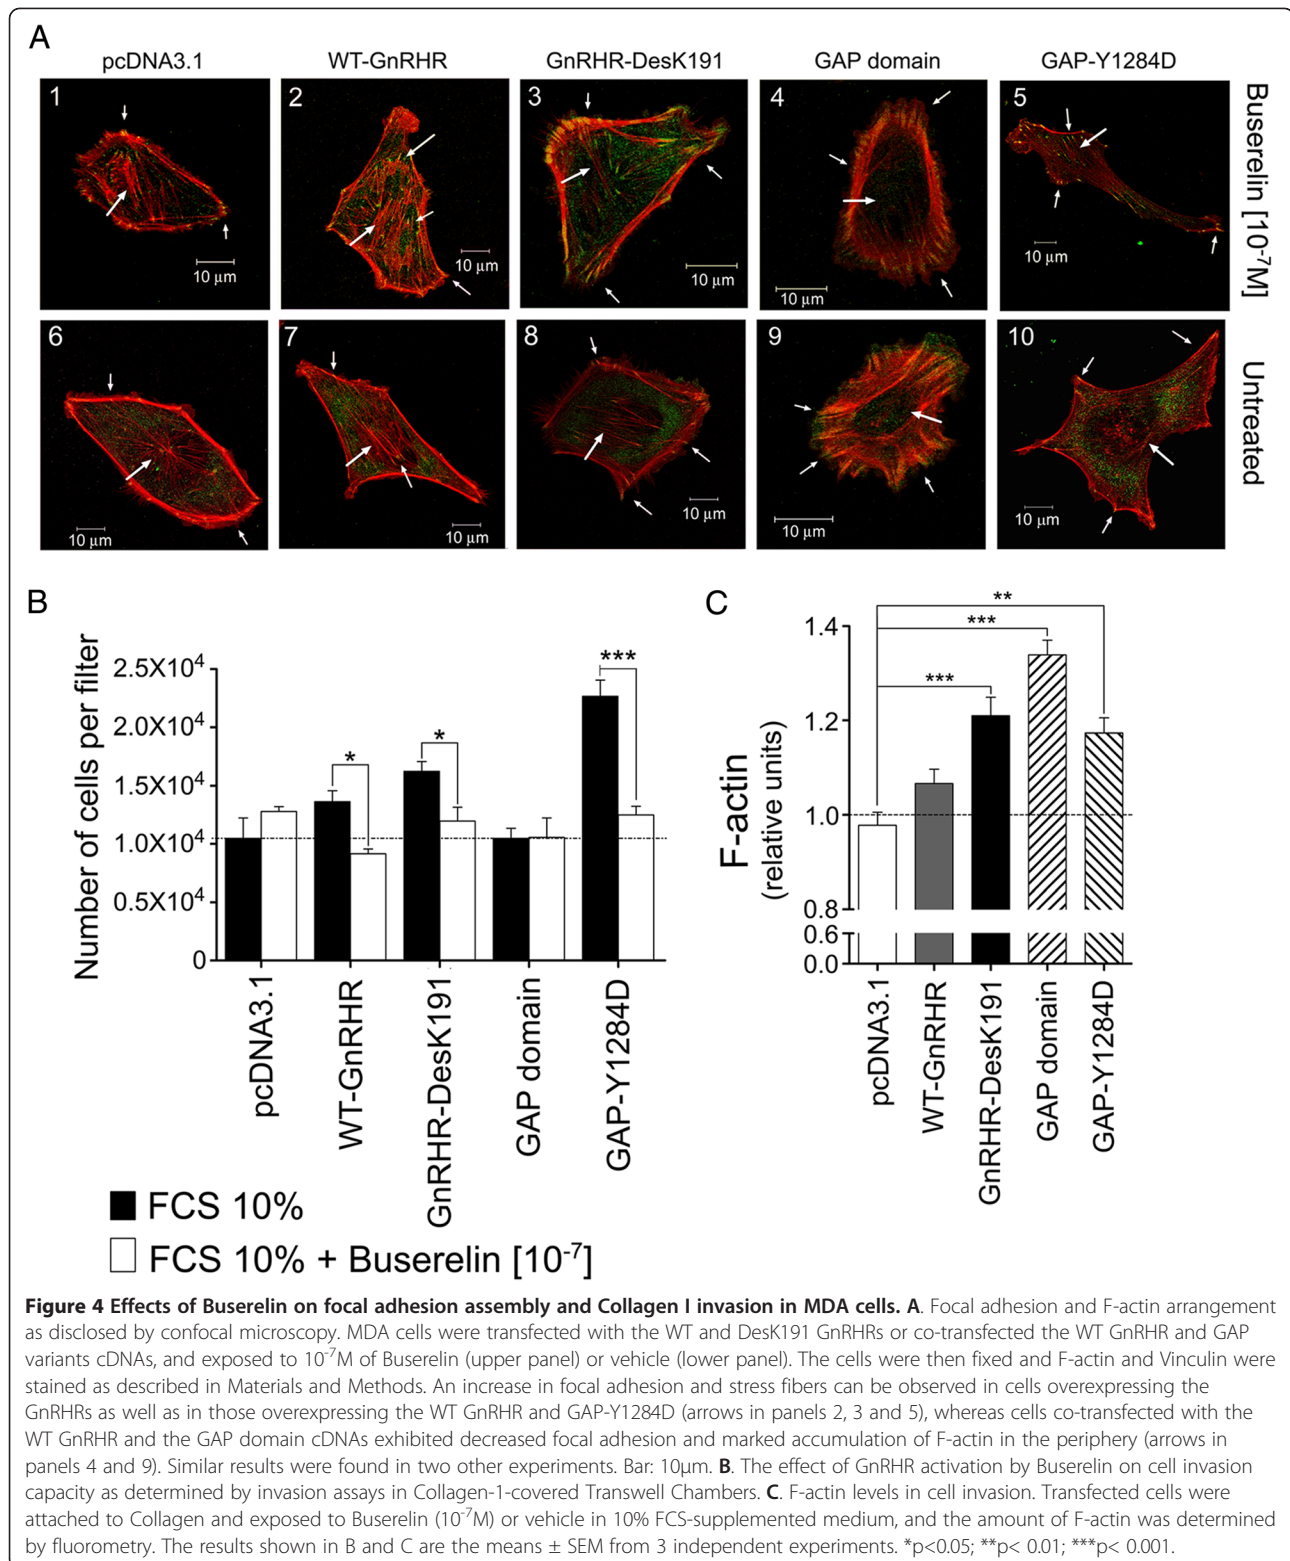 A
pcDNA3.1 WT-GnRHR GnRHR-DesK191 GAP domain GAP-Y1284D
1 2 3 4 5
10 µm 10 µm 10 µm 10 µm 10 µm
Buserelin [10⁻⁷M]
6 7 8 9 10
10 µm 10 µm 10 µm 10 µm 10 µm
Untreated
B
Number of cells per filter
2.5X10⁴
2.0X10⁴
1.5X10⁴
1.0X10⁴
0.5X10⁴
0
* * ***
pcDNA3.1
WT-GnRHR
GnRHR-DesK191
GAP domain
GAP-Y1284D
FCS 10%
FCS 10% + Buserelin [10⁻⁷]
C
F-actin
(relative units)
1.4
1.2
1.0
0.8
0.6
0.0
**
***
***
pcDNA3.1
WT-GnRHR
GnRHR-DesK191
GAP domain
GAP-Y1284D
Figure 4 Effects of Buserelin on focal adhesion assembly and Collagen I invasion in MDA cells. A. Focal adhesion and F-actin arrangement
as disclosed by confocal microscopy. MDA cells were transfected with the WT and DesK191 GnRHRs or co-transfected the WT GnRHR and GAP
variants cDNAs, and exposed to 10⁻⁷M of Buserelin (upper panel) or vehicle (lower panel). The cells were then fixed and F-actin and Vinculin were
stained as described in Materials and Methods. An increase in focal adhesion and stress fibers can be observed in cells overexpressing the
GnRHRs as well as in those overexpressing the WT GnRHR and GAP-Y1284D (arrows in panels 2, 3 and 5), whereas cells co-transfected with the
WT GnRHR and the GAP domain cDNAs exhibited decreased focal adhesion and marked accumulation of F-actin in the periphery (arrows in
panels 4 and 9). Similar results were found in two other experiments. Bar: 10µm. B. The effect of GnRHR activation by Buserelin on cell invasion
capacity as determined by invasion assays in Collagen-1-covered Transwell Chambers. C. F-actin levels in cell invasion. Transfected cells were
attached to Collagen and exposed to Buserelin (10⁻⁷M) or vehicle in 10% FCS-supplemented medium, and the amount of F-actin was determined
by fluorometry. The results shown in B and C are the means ± SEM from 3 independent experiments. *p<0.05; **p< 0.01; ***p< 0.001.